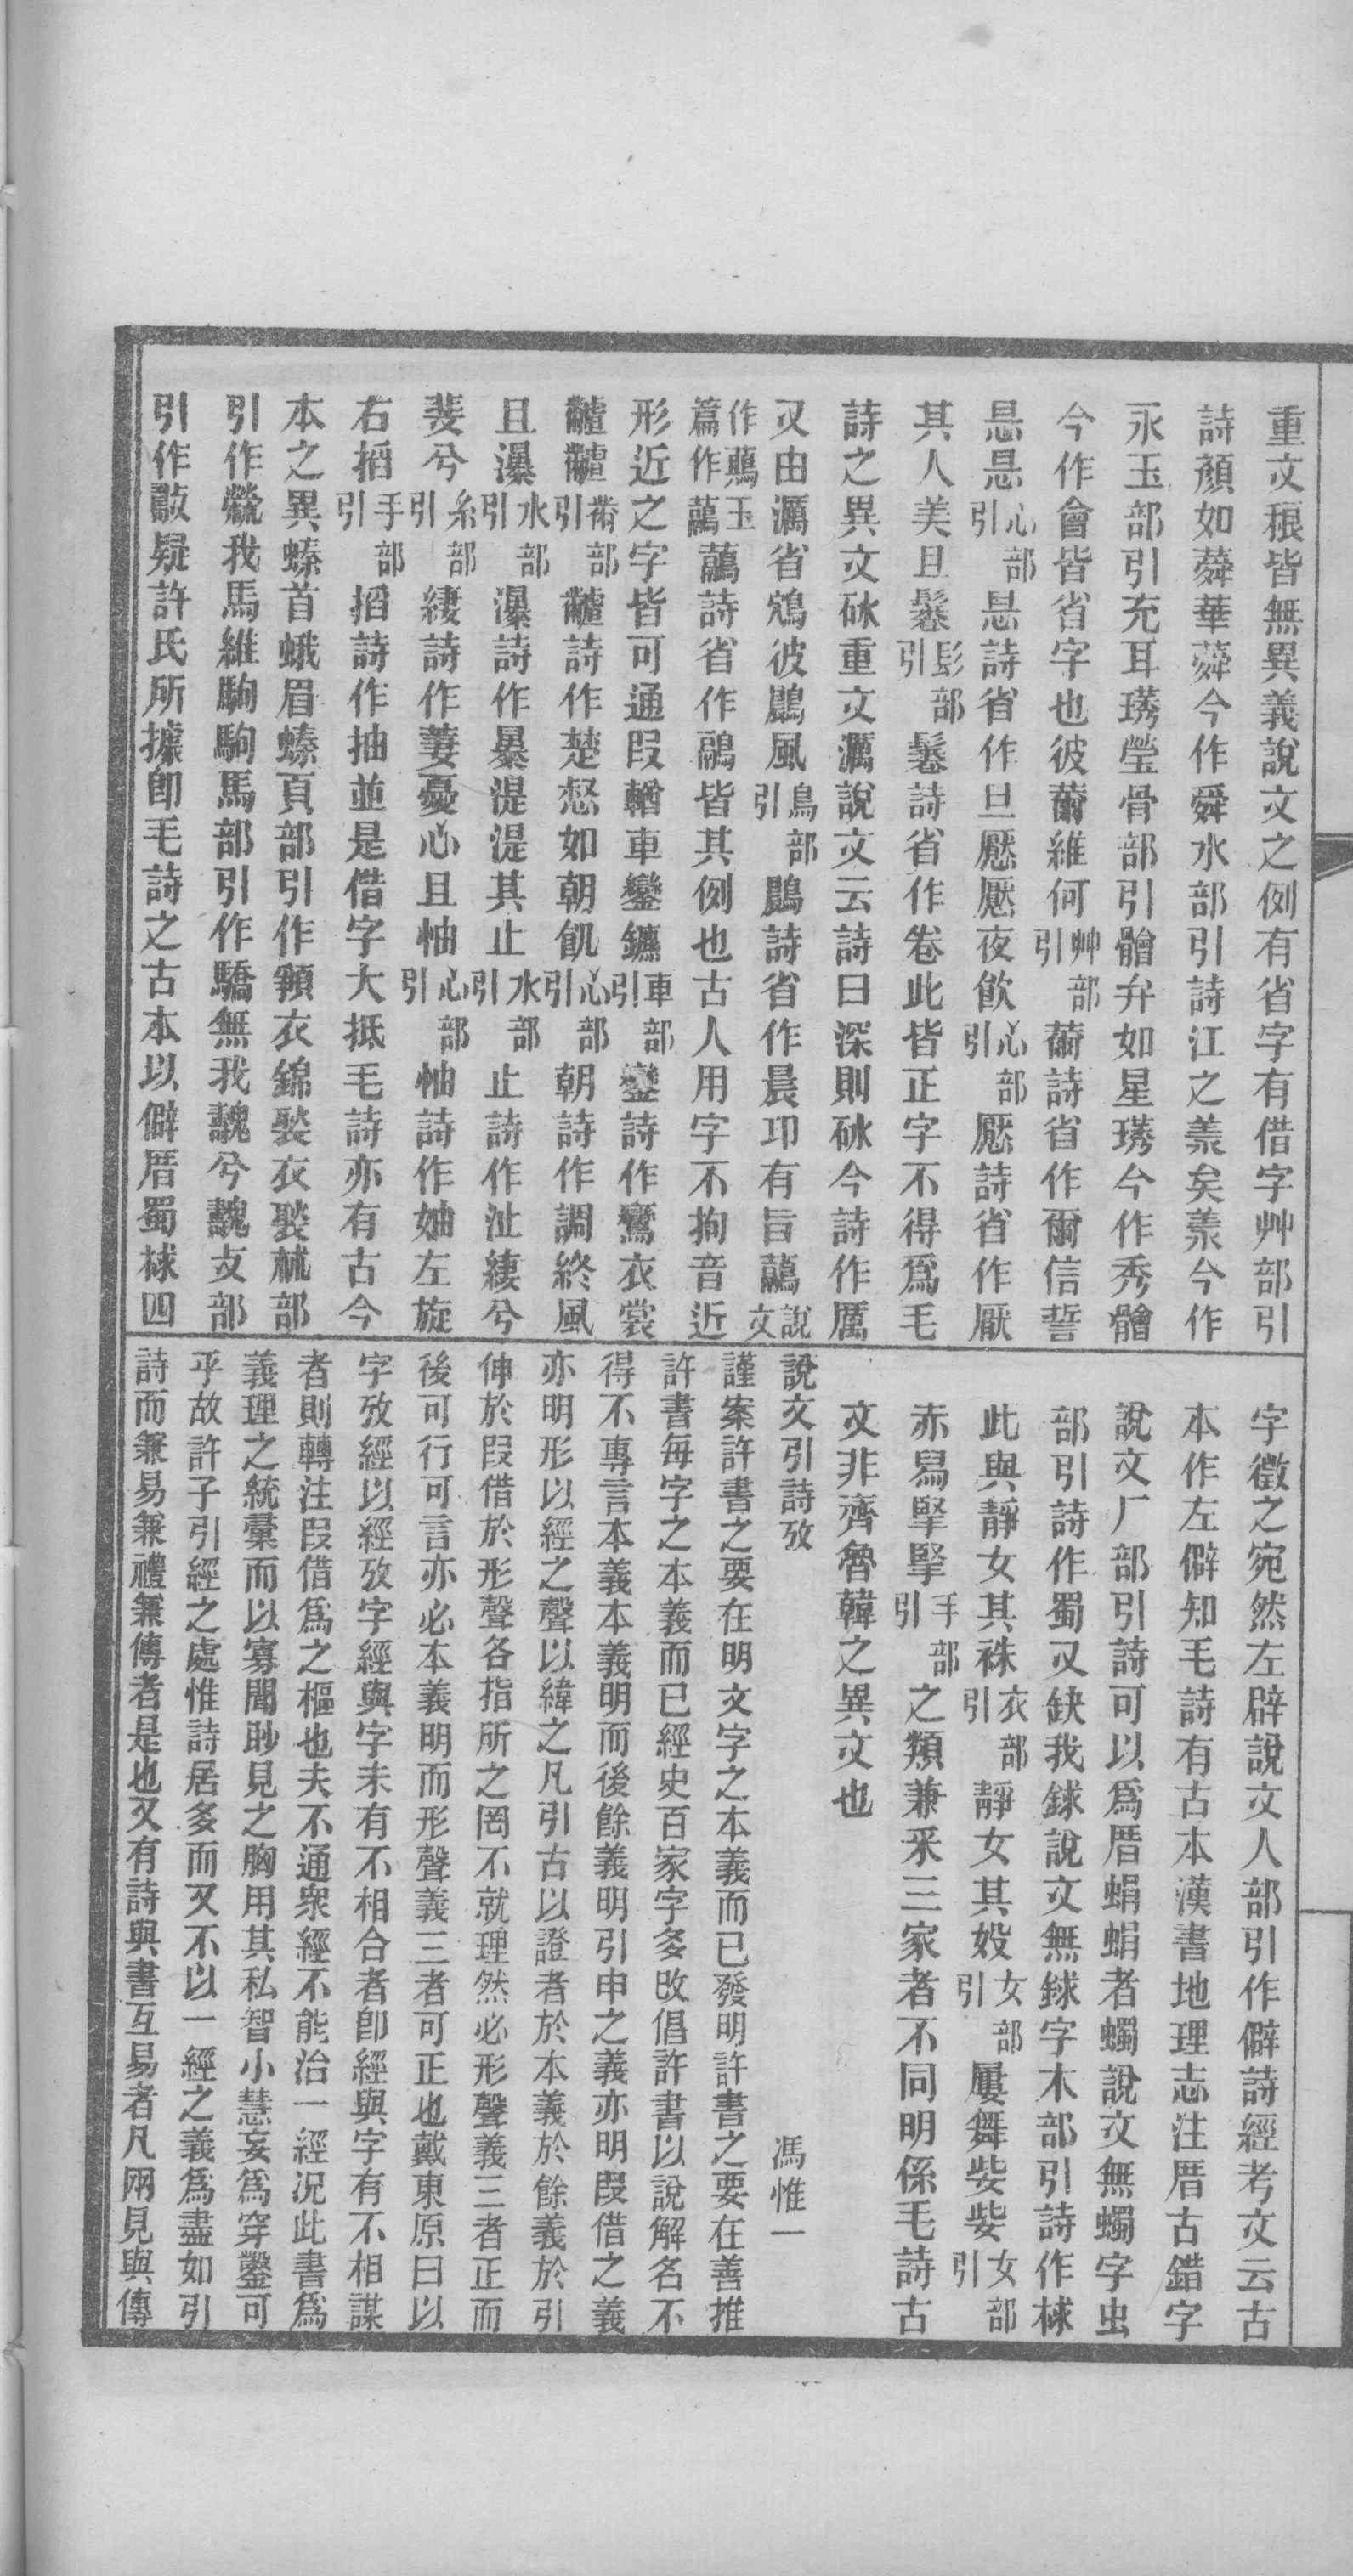 重文稂皆無異義說文之例有省字有借字艸部引
詩顏如蕣華蕣今作舜水部引詩江之羕矣羕今作
永玉部引充耳琇瑩骨部引䯤弁如星琇今作秀䯤
今作會皆省字也彼薾維何艸部引薾詩省作爾信誓
悬悬心部引悬詩省作旦懕懕夜飲心部引懕詩省作厭
其人美且鬈髟部引鬈詩省作卷此皆正字不得爲毛
詩之異文砅重文濿說文云詩曰深則砅今詩作厲
又由濿省鴥彼鷐風鳥部引鷐詩省作晨邛有旨虉說文
作鷊玉篇作虉虉詩省作鷊皆其例也古人用字不拘音近
形近之字皆可通叚輶車鑾鑣車部引鑾詩作鸞衣裳
䶥䶥黹部引䶥詩作楚惄如朝飢心部引朝詩作調終風
且瀑水部引瀑詩作暴湜湜其止水部引止詩作沚縷兮
斐兮糸部引縷詩作萋憂心且怞心部引怞詩作妯左旋
右搯手部引搯詩作抽並是借字大抵毛詩亦有古今
本之異螓首蛾眉螓頁部引作䫴衣錦褧衣褧𣏟部
引作檾我馬維駒駒馬部引作驕無我魗兮魗攴部
引作𢾭疑許氏所據卽毛詩之古本以僻厝蜀梂四
字徵之宛然左辟說文人部引作僻詩經考文云古
本作左僻知毛詩有古本漢書地理志注厝古錯字
說文厂部引詩可以爲厝蜎蜎者蠋說文無蠋字虫
部引詩作蜀又缺我銶說文無銶字木部引詩作梂
此與靜女其袾衣部引靜女其㚲女部引屢舞姕姕女部引
赤舄掔掔手部引之類兼采三家者不同明係毛詩古
文非齊魯韓之異文也
說文引詩攷
馮惟一
謹案許書之要在明文字之本義而已發明許書之要在善推
許書每字之本義而已經史百家字多叚借許書以說解名不
得不專言本義本義明而後餘義明引申之義亦明叚借之義
亦明形以經之聲以緯之凡引古以證者於本義於餘義於引
伸於叚借於形聲各指所之罔不就理然必形聲義三者正而
後可行可言亦必本義明而形聲義三者可正也戴東原曰以
字攷經以經攷字經與字未有不相合者卽經與字有不相謀
者則轉注叚借爲之樞也夫不通衆經不能治一經況此書爲
義理之統彙而以寡聞尠見之胸用其私智小慧妄爲穿鑿可
乎故許子引經之處惟詩居多而又不以一經之義爲盡如引
詩而兼易兼禮兼傳者是也又有詩與書互易者凡兩見與傳